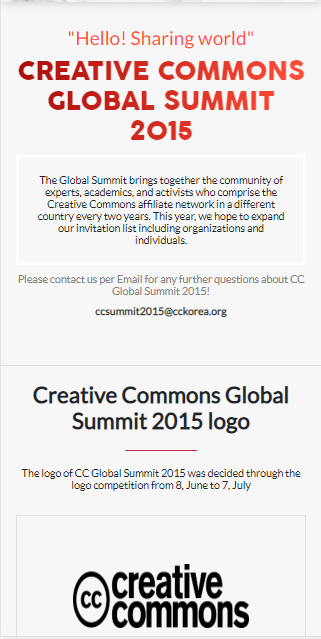 "Hello! Sharing world"
CREATIVE COMMONS
GLOBAL SUMMIT
2015
The Global Summit brings together the community of
experts, academics, and activists who comprise the
Creative Commons affiliate network in a different
country every two years. This year, we hope to expand
our invitation list including organizations and
individuals.
Please contact us per Email for any further questions about CC
Global Summit 2015!
ccsummit2015@cckorea.org
Creative Commons Global
Summit 2015 logo
The logo of CC Global Summit 2015 was decided through the
logo competition from 8, June to 7, July
cc creative
commons